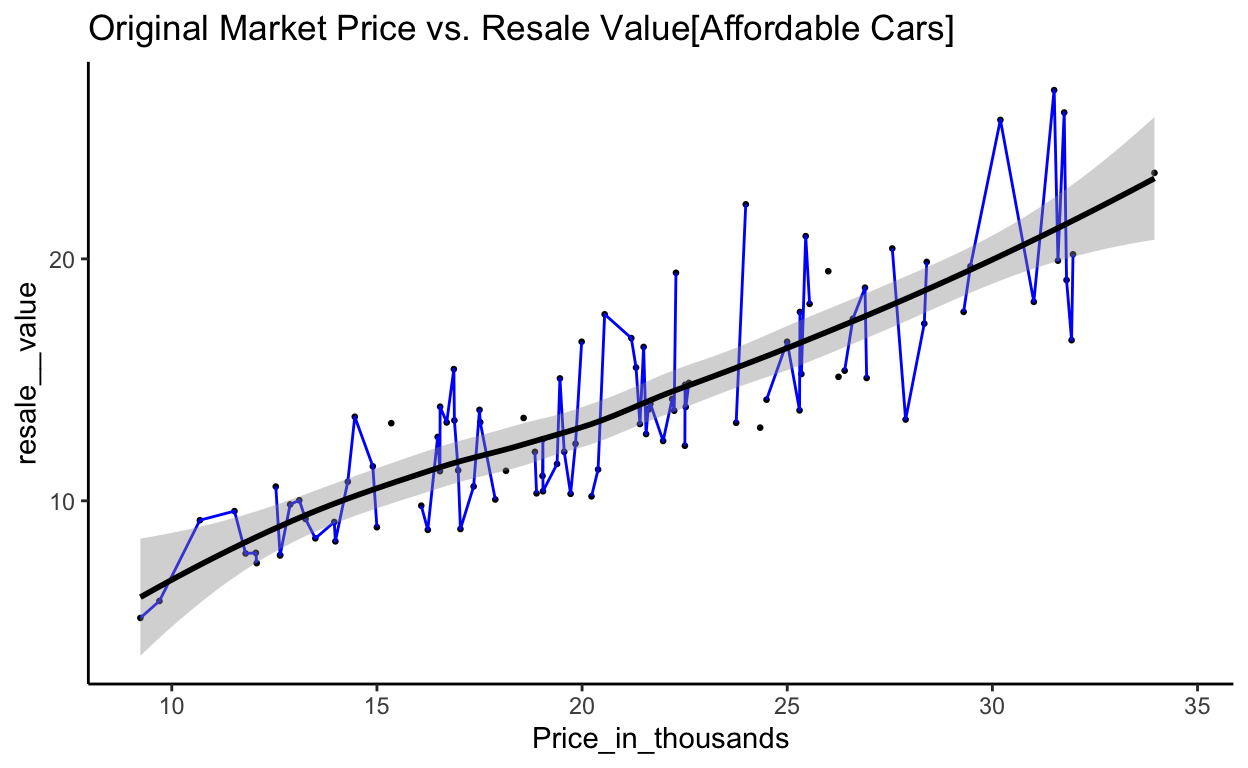 Original Market Price vs. Resale Value[Affordable Cars]
resale__value
20
10
10 15 20 25 30 35
Price_in_thousands